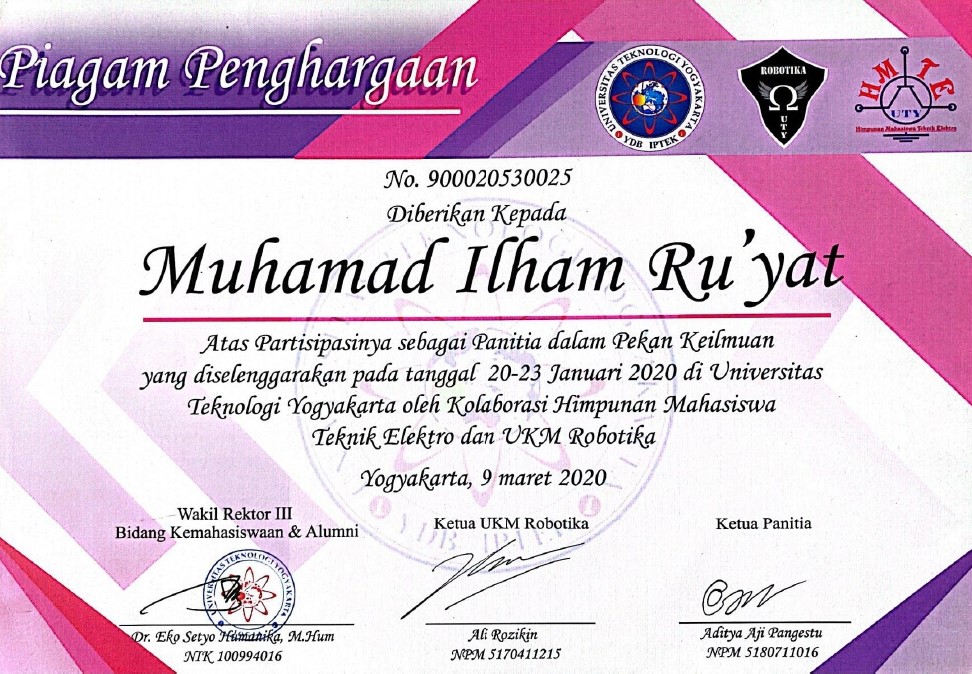 Piagam Penghargaan
UNIVERSITAS TEKNOLOGI YOGYAKARTA
YDB IPTEK
ROBOTIKA
UTY
HMTE
UTY
Himpunan Mahasiswa Teknik Elektro
No. 900020530025
Diberikan Kepada
Muhamad Ilham Ru'yat
Atas Partisipasinya sebagai Panitia dalam Pekan Keilmuan
yang diselenggarakan pada tanggal 20-23 Januari 2020 di Universitas
Teknologi Yogyakarta oleh Kolaborasi Himpunan Mahasiswa
Teknik Elektro dan UKM Robotika
Yogyakarta, 9 maret 2020
Wakil Rektor III
Bidang Kemahasiswaan & Alumni
Ketua UKM Robotika
Ketua Panitia
UNIVERSITAS TEKNOLOGI YOGYAKARTA
Dr. Eko Setyo Humanika, M.Hum
NIK 100994016
Ali Rozikin
NPM 5170411215
Aditya Aji Pangestu
NPM 5180711016